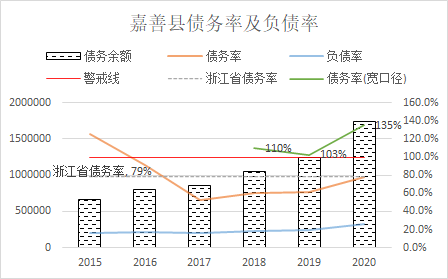 嘉善县债务率及负债率
债务余额 债务率 负债率
警戒线 浙江省债务率 债务率(宽口径)
2000000 160.0%
140.0%
135%
1500000 120.0%
110%
103%
100.0%
浙江省债务率, 79%
1000000 80.0%
60.0%
500000 40.0%
20.0%
0 0.0%
2015 2016 2017 2018 2019 2020